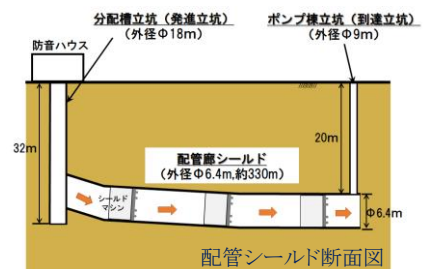 分配槽立坑（発進立坑）
（外径Φ18m）
ポンプ棟立坑（到達立坑）
（外径Φ9m）
防音ハウス
32m
20m
配管廊シールド
（外径Φ6.4m,約330m）
シールド
マシン
Φ6.4m
配管シールド断面図